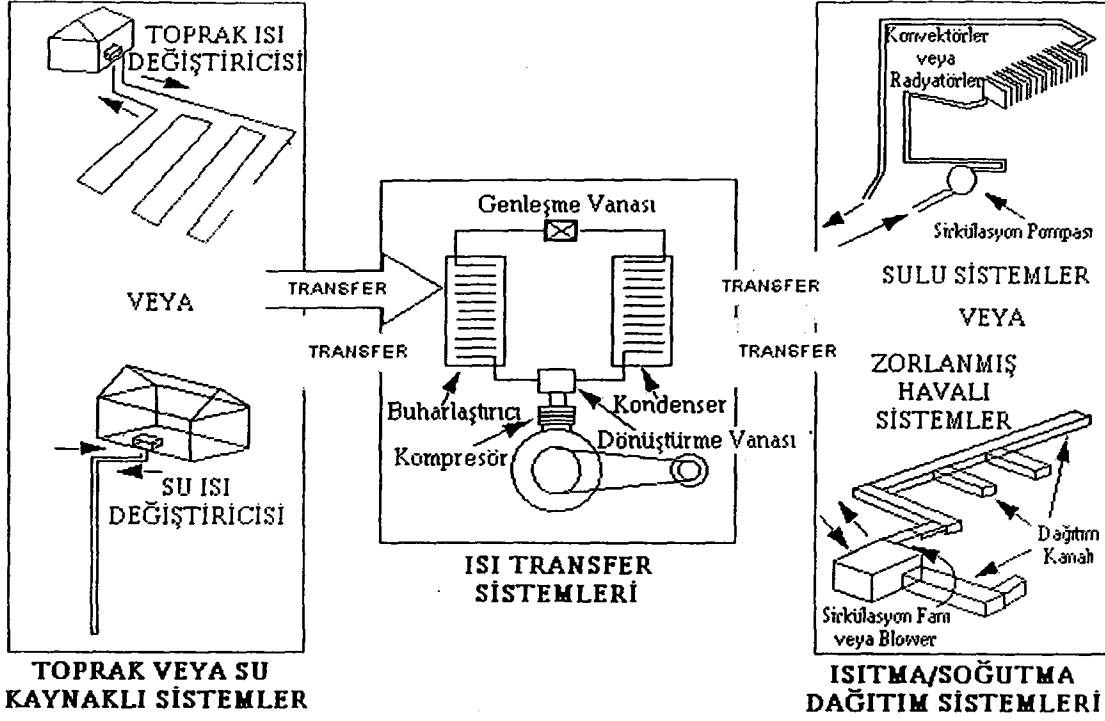 TOPRAK ISI
DEĞİŞTİRİCİSİ
VEYA
SU ISI
DEĞİŞTİRİCİSİ
TOPRAK VEYA SU
KAYNAKLI SİSTEMLER
TRANSFER
TRANSFER
Genleşme Vanası
Buharlaştırıcı
Kondenser
Dönüştürme Vanası
Kompresör
ISI TRANSFER
SİSTEMLERİ
TRANSFER
TRANSFER
Konvektörler
veya
Radyatörler
Sirkülasyon Pompası
SULU SİSTEMLER
VEYA
ZORLANMIŞ
HAVALI
SİSTEMLER
Dağıtım
Kanalı
Sirkülasyon Fanı
veya Blower
ISITMA/SOĞUTMA
DAĞITIM SİSTEMLERİ